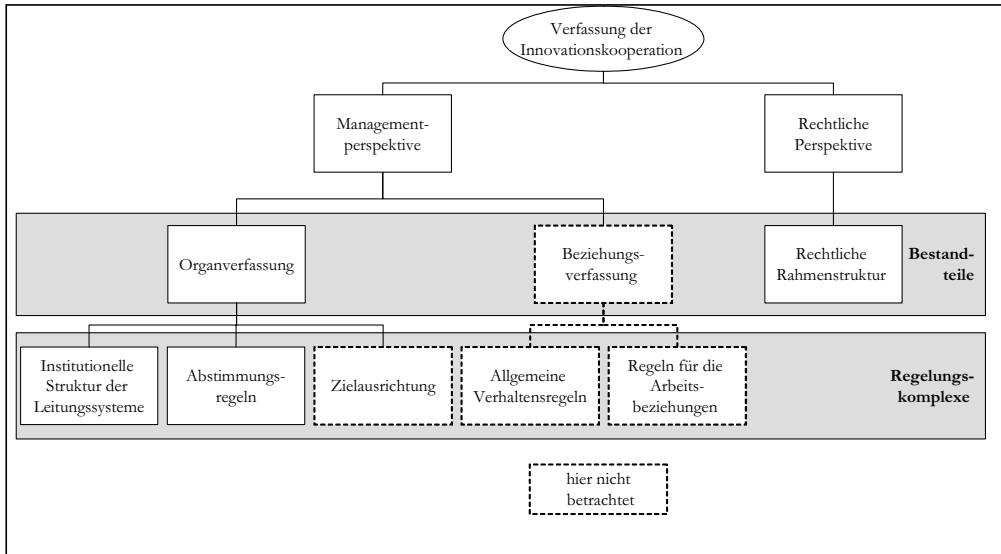 Verfassung der
Innovationskooperation
Management-
perspektive
Rechtliche
Perspektive
Organverfassung
Beziehungs-
verfassung
Rechtliche
Rahmenstruktur
Bestand-
teile
Institutionelle
Struktur der
Leitungssysteme
Abstimmungs-
regeln
Zielausrichtung
Allgemeine
Verhaltensregeln
Regeln für die
Arbeits-
beziehungen
Regelungs-
komplexe
hier nicht
betrachtet